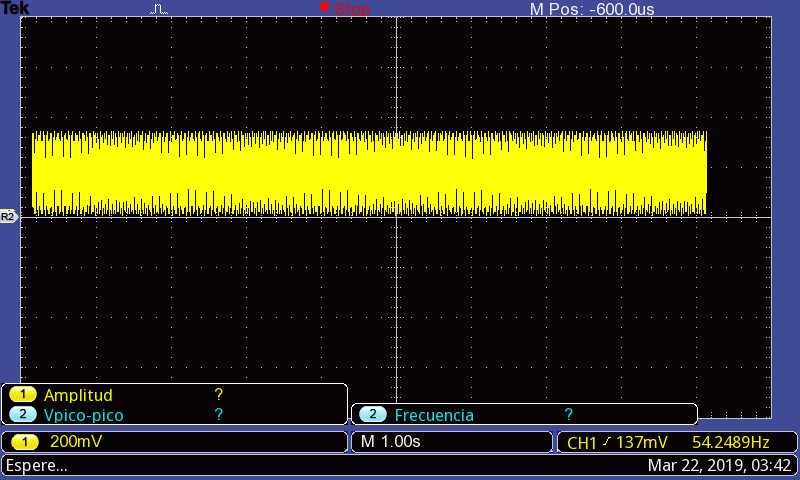 Tek Stop M Pos: -600.0us
R2
1 Amplitud ?
2 Vpico-pico ? 2 Frecuencia ?
1 200mV M 1.00s CH1 137mV 54.2489Hz
Espere... Mar 22, 2019, 03:42